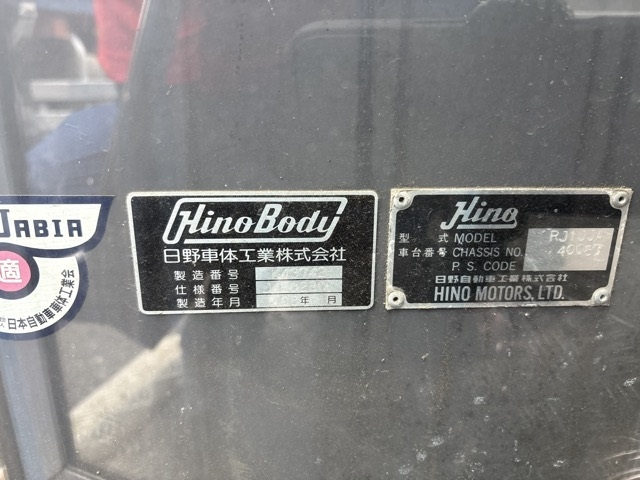 JABIA
適
日本自動車車体工業会
HinoBody
日野車体工業株式会社
製造番号
仕様番号
製造年月 年 月
Hino
型式 MODEL
車台番号 CHASSIS NO.
P. S. CODE
日野自動車工業株式会社
HINO MOTORS, LTD.